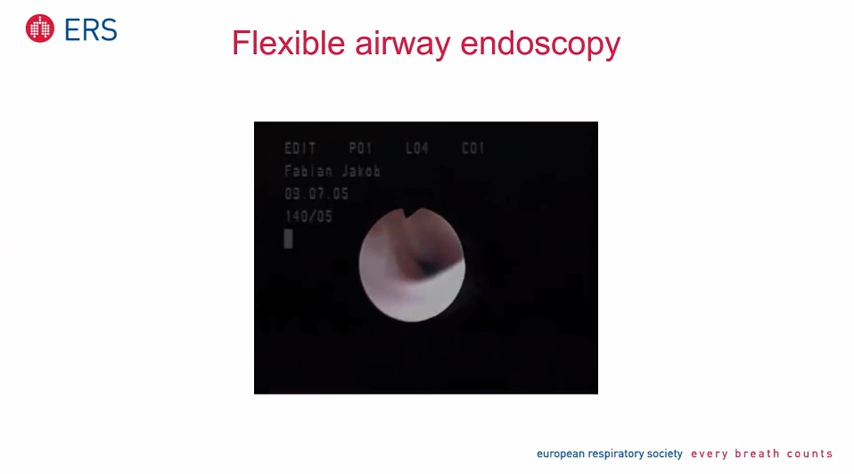 ERS
Flexible airway endoscopy
EDIT P01 L04 C01
Fabian Jakob
09.07.05
140/05
european respiratory society every breath counts